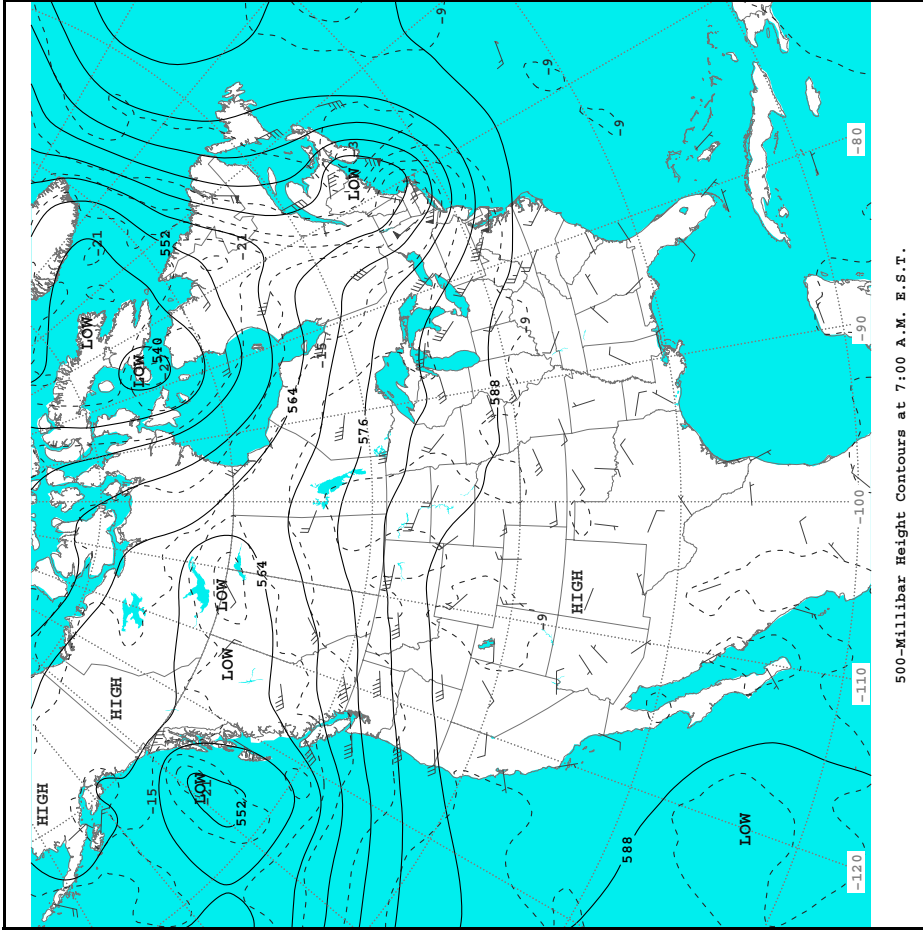 HIGH
LOW
-21
HIGH
LOW
-15
540
552
LOW
LOW
LOW
552
-21
564
564
-15
LOW
576
-9
588
-9
-9
-9
HIGH
-9
588
LOW
-120
-110
-100
-90
-80
500-Millibar Height Contours at 7:00 A.M. E.S.T.